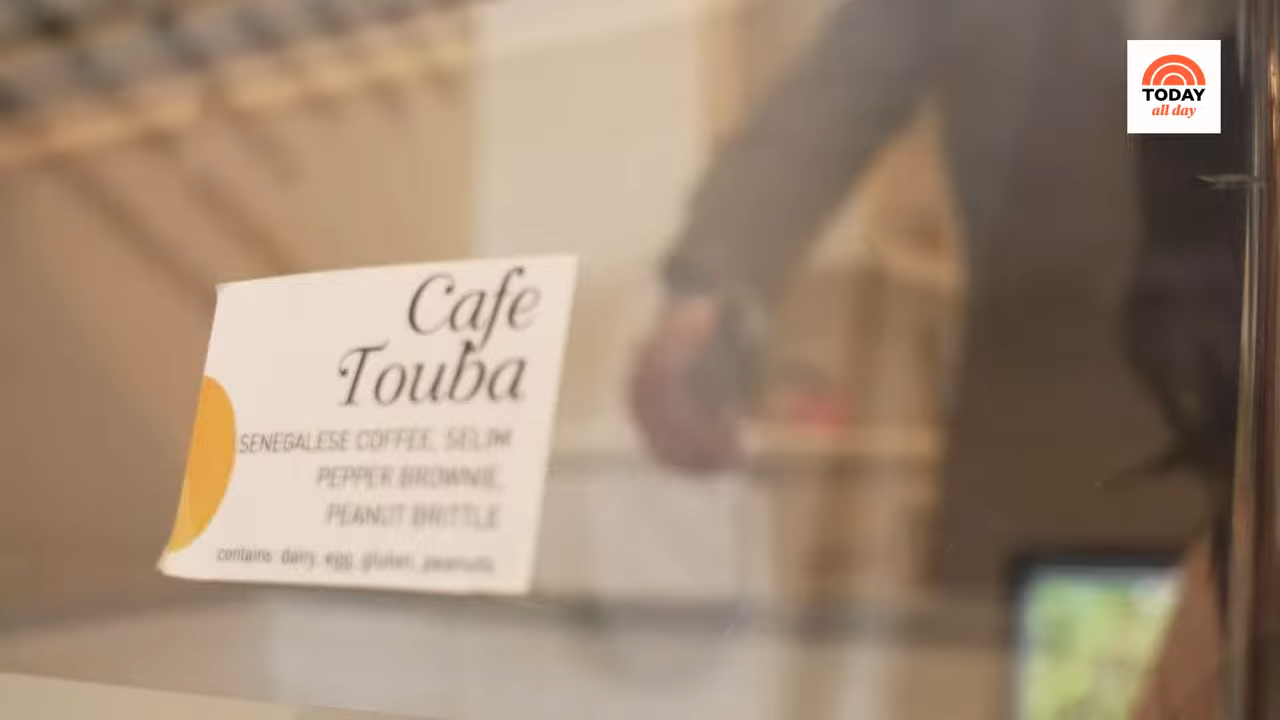 Cafe
Touba
SENEGALESE COFFEE, SELIM
PEPPER BROWNIE,
PEANUT BRITTLE
contains: dairy, egg, gluten, peanuts
TODAY
all day